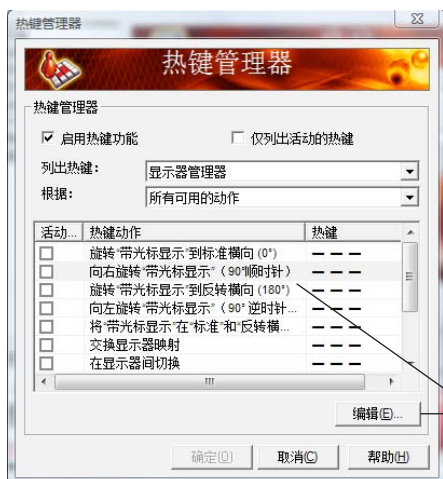 热键管理器
热键管理器
热键管理器
启用热键功能 仅列出活动的热键
列出热键: 显示器管理器
根据: 所有可用的动作
活动... 热键动作 热键
旋转“带光标显示”到标准横向 (0°) – – –
向右旋转“带光标显示” (90°顺时针) – – –
旋转“带光标显示”到反转横向 (180°) – – –
向左旋转“带光标显示” (90° 逆时针... – – –
将“带光标显示”在“标准”和“反转横... – – –
交换显示器映射 – – –
在显示器间切换 – – –
编辑(E)...
确定(O) 取消(C) 帮助(H)